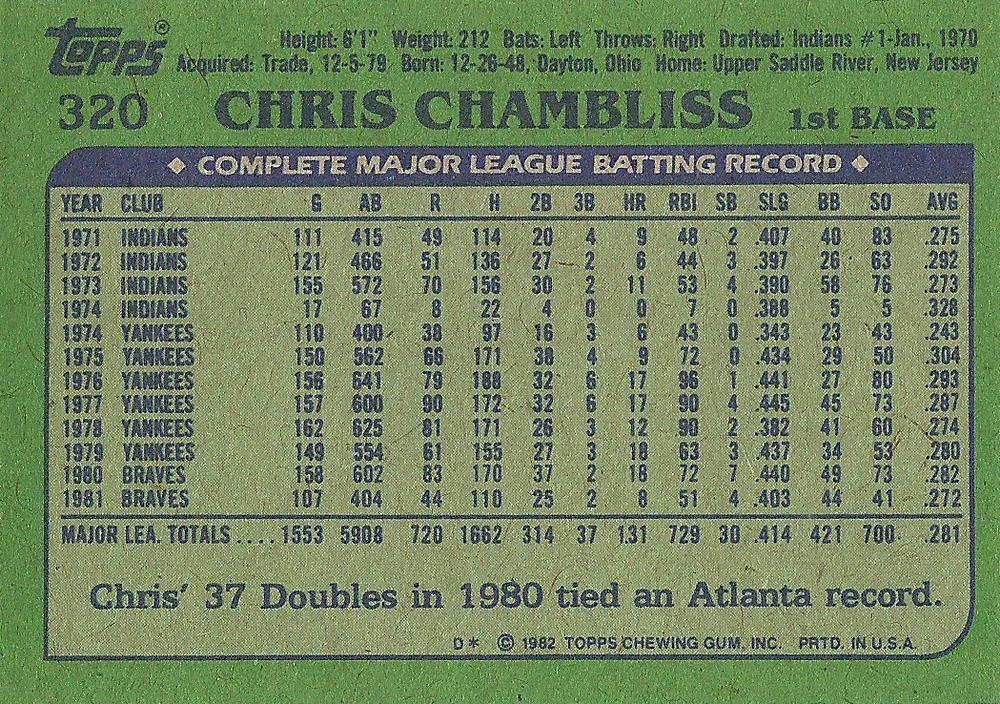 Topps®
Height: 6'1" Weight: 212 Bats: Left Throws: Right Drafted: Indians #1-Jan., 1970
Acquired: Trade, 12-5-79 Born: 12-26-48, Dayton, Ohio Home: Upper Saddle River, New Jersey
320 CHRIS CHAMBLISS 1st BASE
◆ COMPLETE MAJOR LEAGUE BATTING RECORD ◆
YEAR CLUB G AB R H 2B 3B HR RBI SB SLG BB SO AVG
1971 INDIANS 111 415 49 114 20 4 9 48 2 .407 40 83 .275
1972 INDIANS 121 466 51 136 27 2 6 44 3 .397 26 63 .292
1973 INDIANS 155 572 70 156 30 2 11 53 4 .390 58 76 .273
1974 INDIANS 17 67 8 22 4 0 0 7 0 .388 5 5 .328
1974 YANKEES 110 400 38 97 16 3 6 43 0 .343 23 43 .243
1975 YANKEES 150 562 66 171 38 4 9 72 0 .434 29 50 .304
1976 YANKEES 156 641 79 188 32 6 17 96 1 .441 27 80 .293
1977 YANKEES 157 600 90 172 32 6 17 90 4 .445 45 73 .287
1978 YANKEES 162 625 81 171 26 3 12 90 2 .382 41 60 .274
1979 YANKEES 149 554 61 155 27 3 18 63 3 .437 34 53 .280
1980 BRAVES 158 602 83 170 37 2 18 72 7 .440 49 73 .282
1981 BRAVES 107 404 44 110 25 2 8 51 4 .403 44 41 .272
MAJOR LEA. TOTALS .... 1553 5908 720 1662 314 37 131 729 30 .414 421 700 .281
Chris' 37 Doubles in 1980 tied an Atlanta record.
D* © 1982 TOPPS CHEWING GUM, INC. PRTD. IN U.S.A.